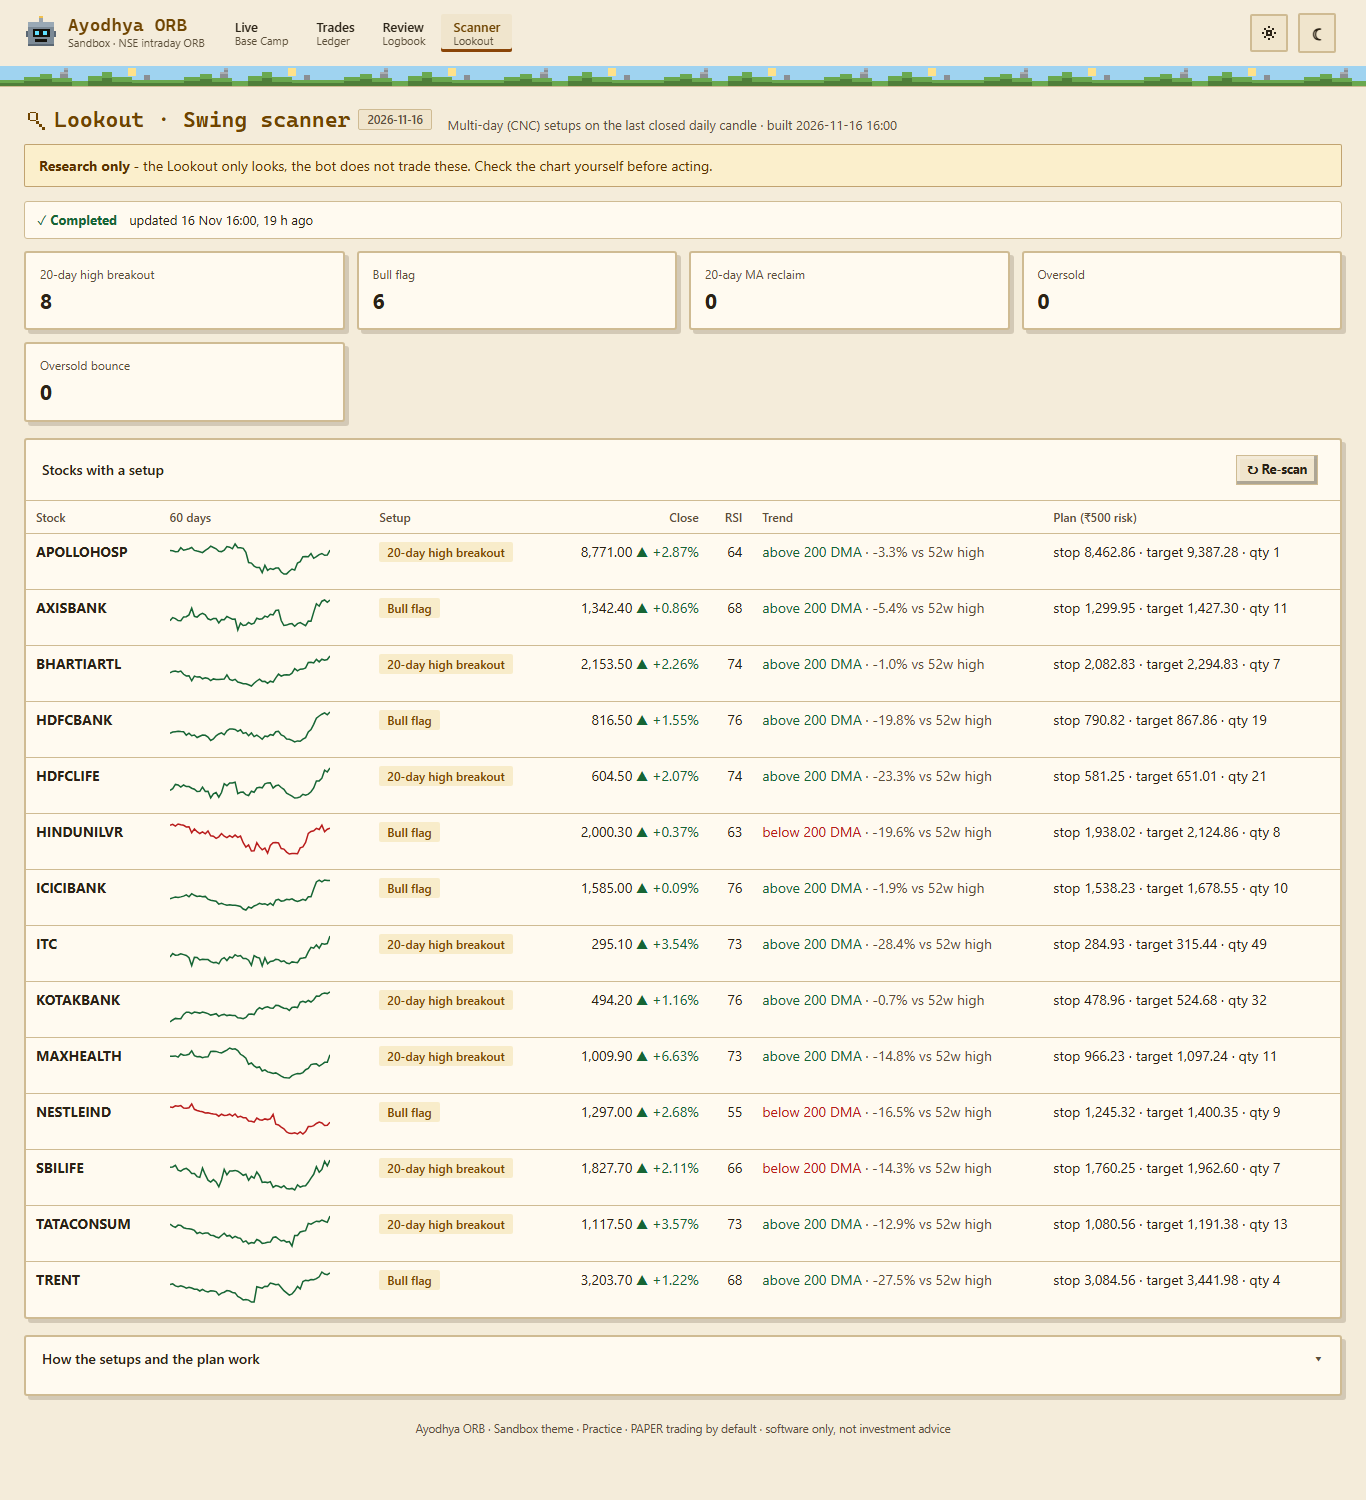 Ayodhya ORB
Sandbox · NSE intraday ORB
Live
Base Camp
Trades
Ledger
Review
Logbook
Scanner
Lookout
Lookout · Swing scanner 2026-11-16 Multi-day (CNC) setups on the last closed daily candle · built 2026-11-16 16:00
Research only - the Lookout only looks, the bot does not trade these. Check the chart yourself before acting.
✓ Completed updated 16 Nov 16:00, 19 h ago
20-day high breakout
8
Bull flag
6
20-day MA reclaim
0
Oversold
0
Oversold bounce
0
Stocks with a setup
↻ Re-scan
Stock 60 days Setup Close RSI Trend Plan (₹500 risk)
APOLLOHOSP 20-day high breakout 8,771.00 ▲ +2.87% 64 above 200 DMA · -3.3% vs 52w high stop 8,462.86 · target 9,387.28 · qty 1
AXISBANK Bull flag 1,342.40 ▲ +0.86% 68 above 200 DMA · -5.4% vs 52w high stop 1,299.95 · target 1,427.30 · qty 11
BHARTIARTL 20-day high breakout 2,153.50 ▲ +2.26% 74 above 200 DMA · -1.0% vs 52w high stop 2,082.83 · target 2,294.83 · qty 7
HDFCBANK Bull flag 816.50 ▲ +1.55% 76 above 200 DMA · -19.8% vs 52w high stop 790.82 · target 867.86 · qty 19
HDFCLIFE 20-day high breakout 604.50 ▲ +2.07% 74 above 200 DMA · -23.3% vs 52w high stop 581.25 · target 651.01 · qty 21
HINDUNILVR Bull flag 2,000.30 ▲ +0.37% 63 below 200 DMA · -19.6% vs 52w high stop 1,938.02 · target 2,124.86 · qty 8
ICICIBANK Bull flag 1,585.00 ▲ +0.09% 76 above 200 DMA · -1.9% vs 52w high stop 1,538.23 · target 1,678.55 · qty 10
ITC 20-day high breakout 295.10 ▲ +3.54% 73 above 200 DMA · -28.4% vs 52w high stop 284.93 · target 315.44 · qty 49
KOTAKBANK 20-day high breakout 494.20 ▲ +1.16% 76 above 200 DMA · -0.7% vs 52w high stop 478.96 · target 524.68 · qty 32
MAXHEALTH 20-day high breakout 1,009.90 ▲ +6.63% 73 above 200 DMA · -14.8% vs 52w high stop 966.23 · target 1,097.24 · qty 11
NESTLEIND Bull flag 1,297.00 ▲ +2.68% 55 below 200 DMA · -16.5% vs 52w high stop 1,245.32 · target 1,400.35 · qty 9
SBILIFE 20-day high breakout 1,827.70 ▲ +2.11% 66 below 200 DMA · -14.3% vs 52w high stop 1,760.25 · target 1,962.60 · qty 7
TATACONSUM 20-day high breakout 1,117.50 ▲ +3.57% 73 above 200 DMA · -12.9% vs 52w high stop 1,080.56 · target 1,191.38 · qty 13
TRENT Bull flag 3,203.70 ▲ +1.22% 68 above 200 DMA · -27.5% vs 52w high stop 3,084.56 · target 3,441.98 · qty 4
How the setups and the plan work
Ayodhya ORB · Sandbox theme · Practice · PAPER trading by default · software only, not investment advice